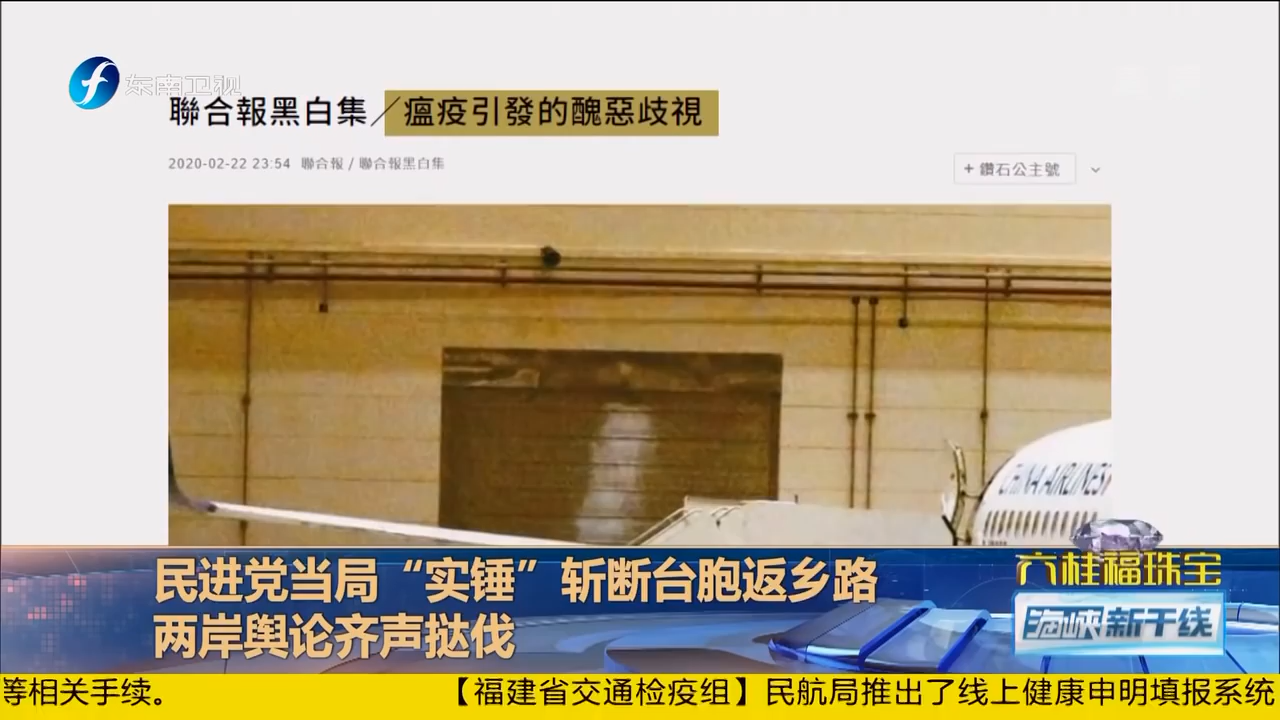 东南卫视
聯合報黑白集／瘟疫引發的醜惡歧視
2020-02-22 23:54 聯合報 / 聯合報黑白集
+ 鑽石公主號
CHINA AIRLINES
民进党当局“实锤”斩断台胞返乡路
两岸舆论齐声挞伐
六桂福珠宝
海峡新干线
等相关手续。 【福建省交通检疫组】民航局推出了线上健康申明填报系统